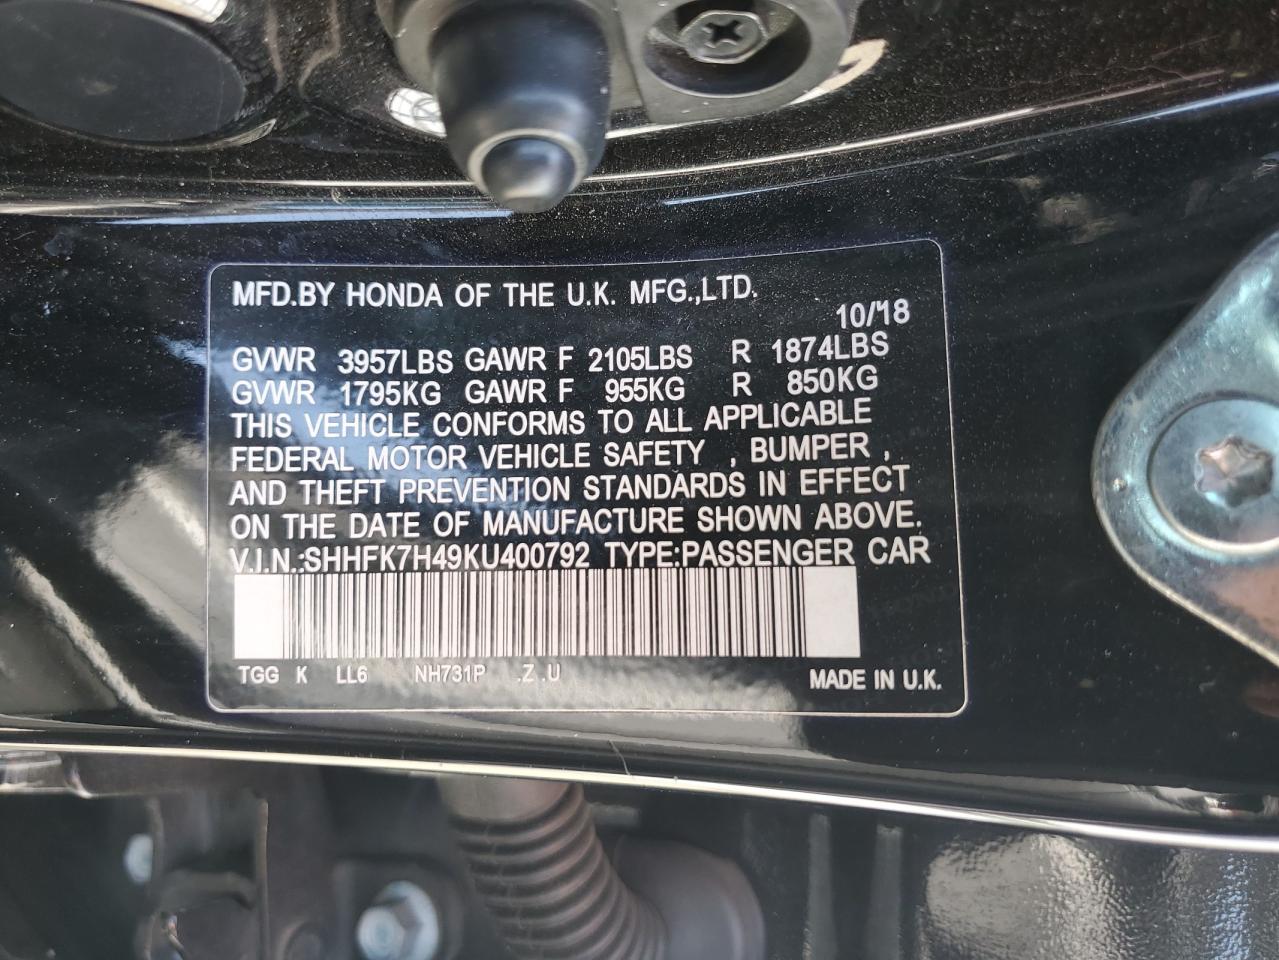 MFD.BY HONDA OF THE U.K. MFG.,LTD.
10/'18
GVWR 3957LBS GAWR F 2105LBS R 1874LBS
GVWR 1795KG GAWR F 955KG R 850KG
THIS VEHICLE CONFORMS TO ALL APPLICABLE
FEDERAL MOTOR VEHICLE SAFETY , BUMPER ,
AND THEFT PREVENTION STANDARDS IN EFFECT
ON THE DATE OF MANUFACTURE SHOWN ABOVE.
V.I.N.:SHHFK7H49KU400792 TYPE:PASSENGER CAR
TGG K LL6 NH731P .Z .U
MADE IN U.K.